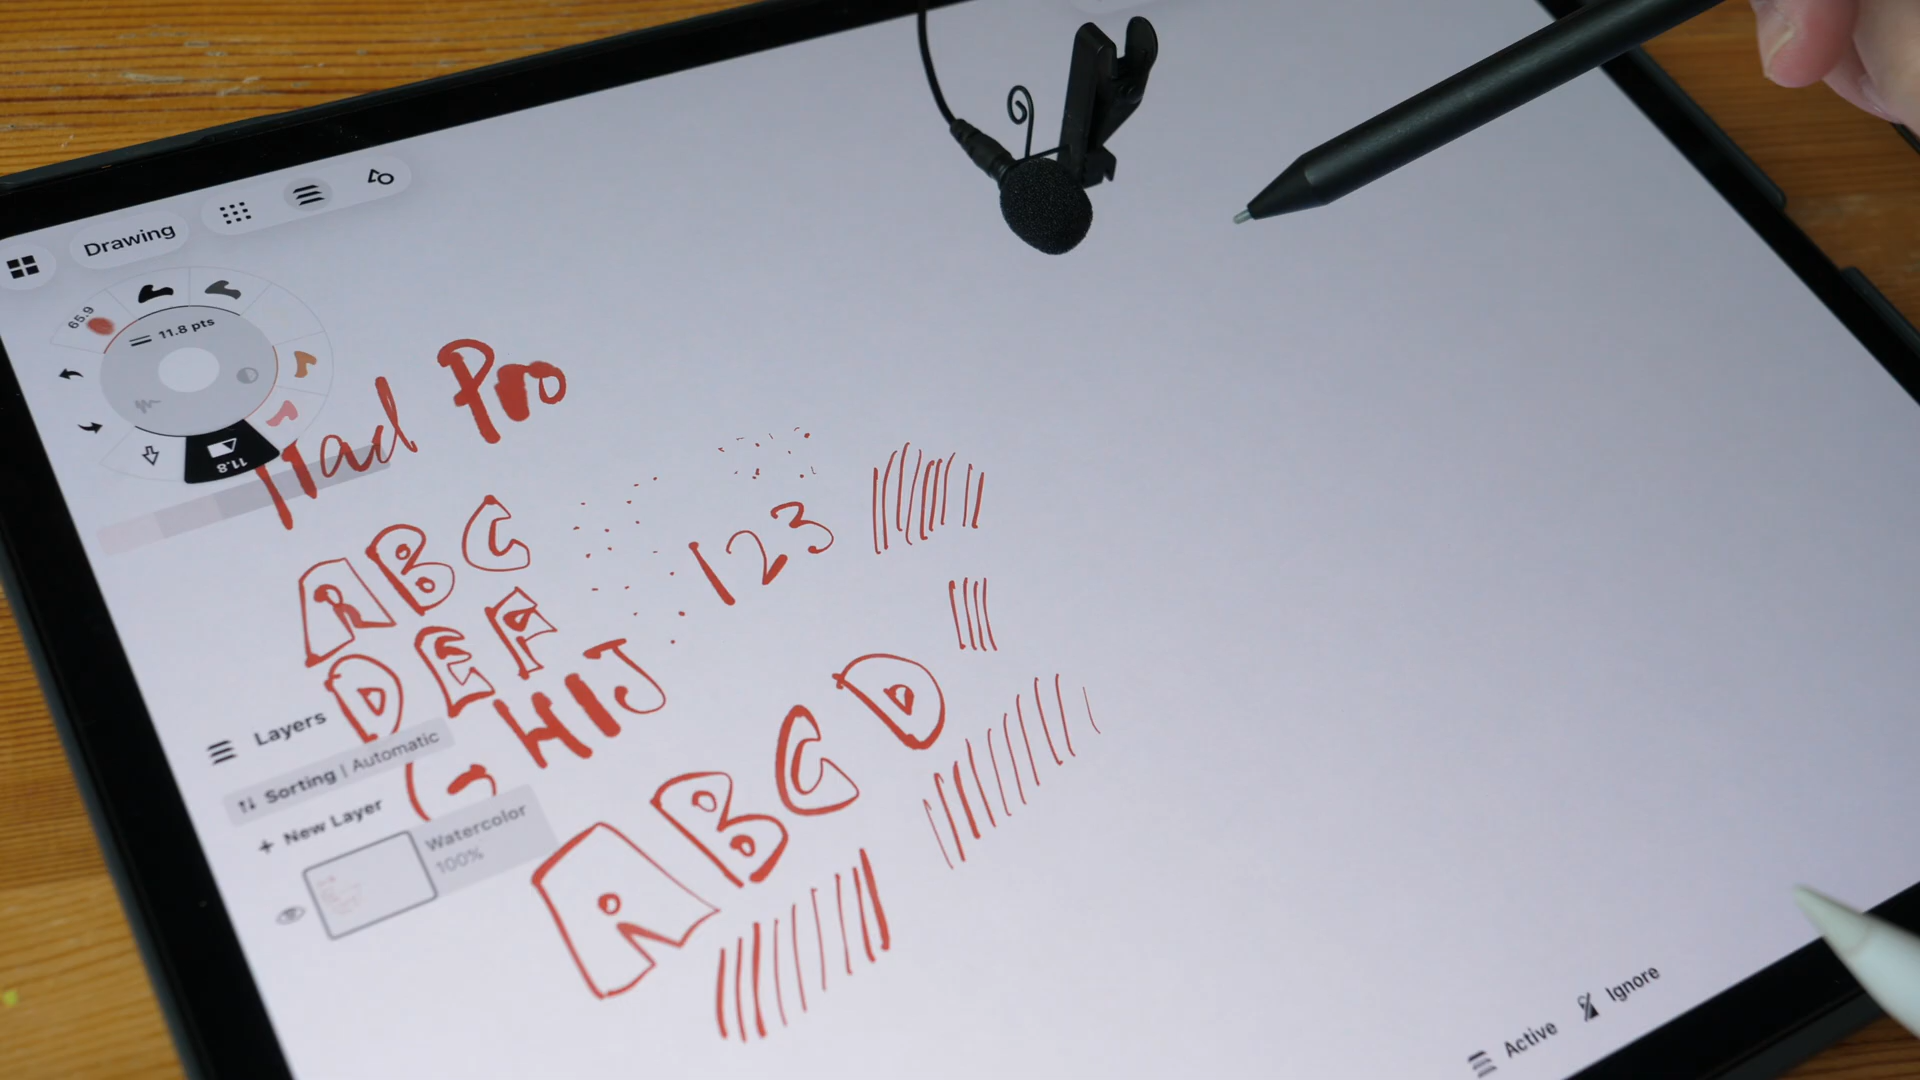 Drawing
65.9
11.8 pts
11.8
Pro
ABC
123
DEF
HIJ
G
Layers
Sorting | Automatic
+ New Layer
Watercolor
100%
ABCD
Active
Ignore